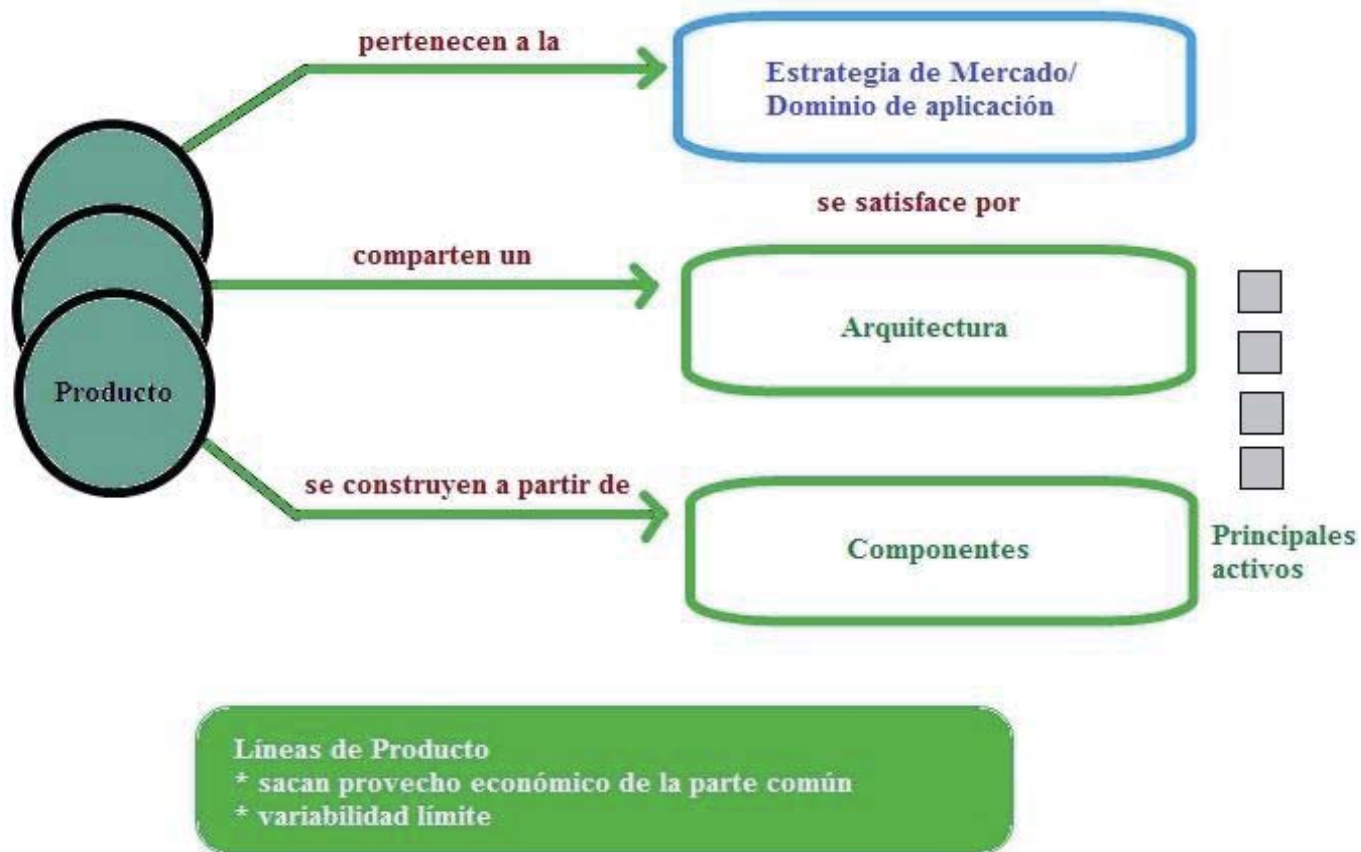 pertenecen a la
Estrategia de Mercado/
Dominio de aplicación
se satisface por
comparten un
Arquitectura
Producto
se construyen a partir de
Componentes
Principales
activos
Líneas de Producto
* sacan provecho económico de la parte común
* variabilidad límite